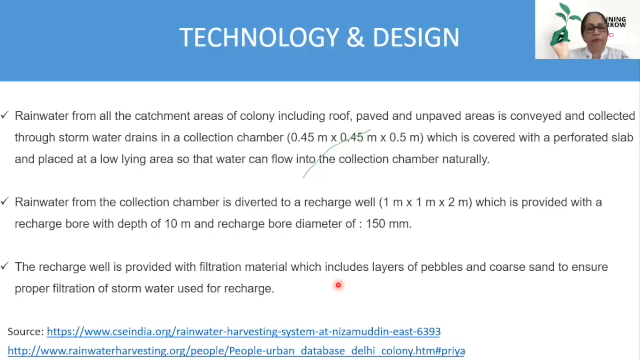 TECHNOLOGY & DESIGN
NNING
RROW
✓ Rainwater from all the catchment areas of colony including roof, paved and unpaved areas is conveyed and collected
through storm water drains in a collection chamber (0.45 m x 0.45 m x 0.5 m) which is covered with a perforated slab
and placed at a low lying area so that water can flow into the collection chamber naturally.
✓ Rainwater from the collection chamber is diverted to a recharge well (1 m x 1 m x 2 m) which is provided with a
recharge bore with depth of 10 m and recharge bore diameter of : 150 mm.
✓ The recharge well is provided with filtration material which includes layers of pebbles and coarse sand to ensure
proper filtration of storm water used for recharge.
Source: https://www.cseindia.org/rainwater-harvesting-system-at-nizamuddin-east-6393
http://www.rainwaterharvesting.org/people/People-urban_database_delhi_colony.htm#priya